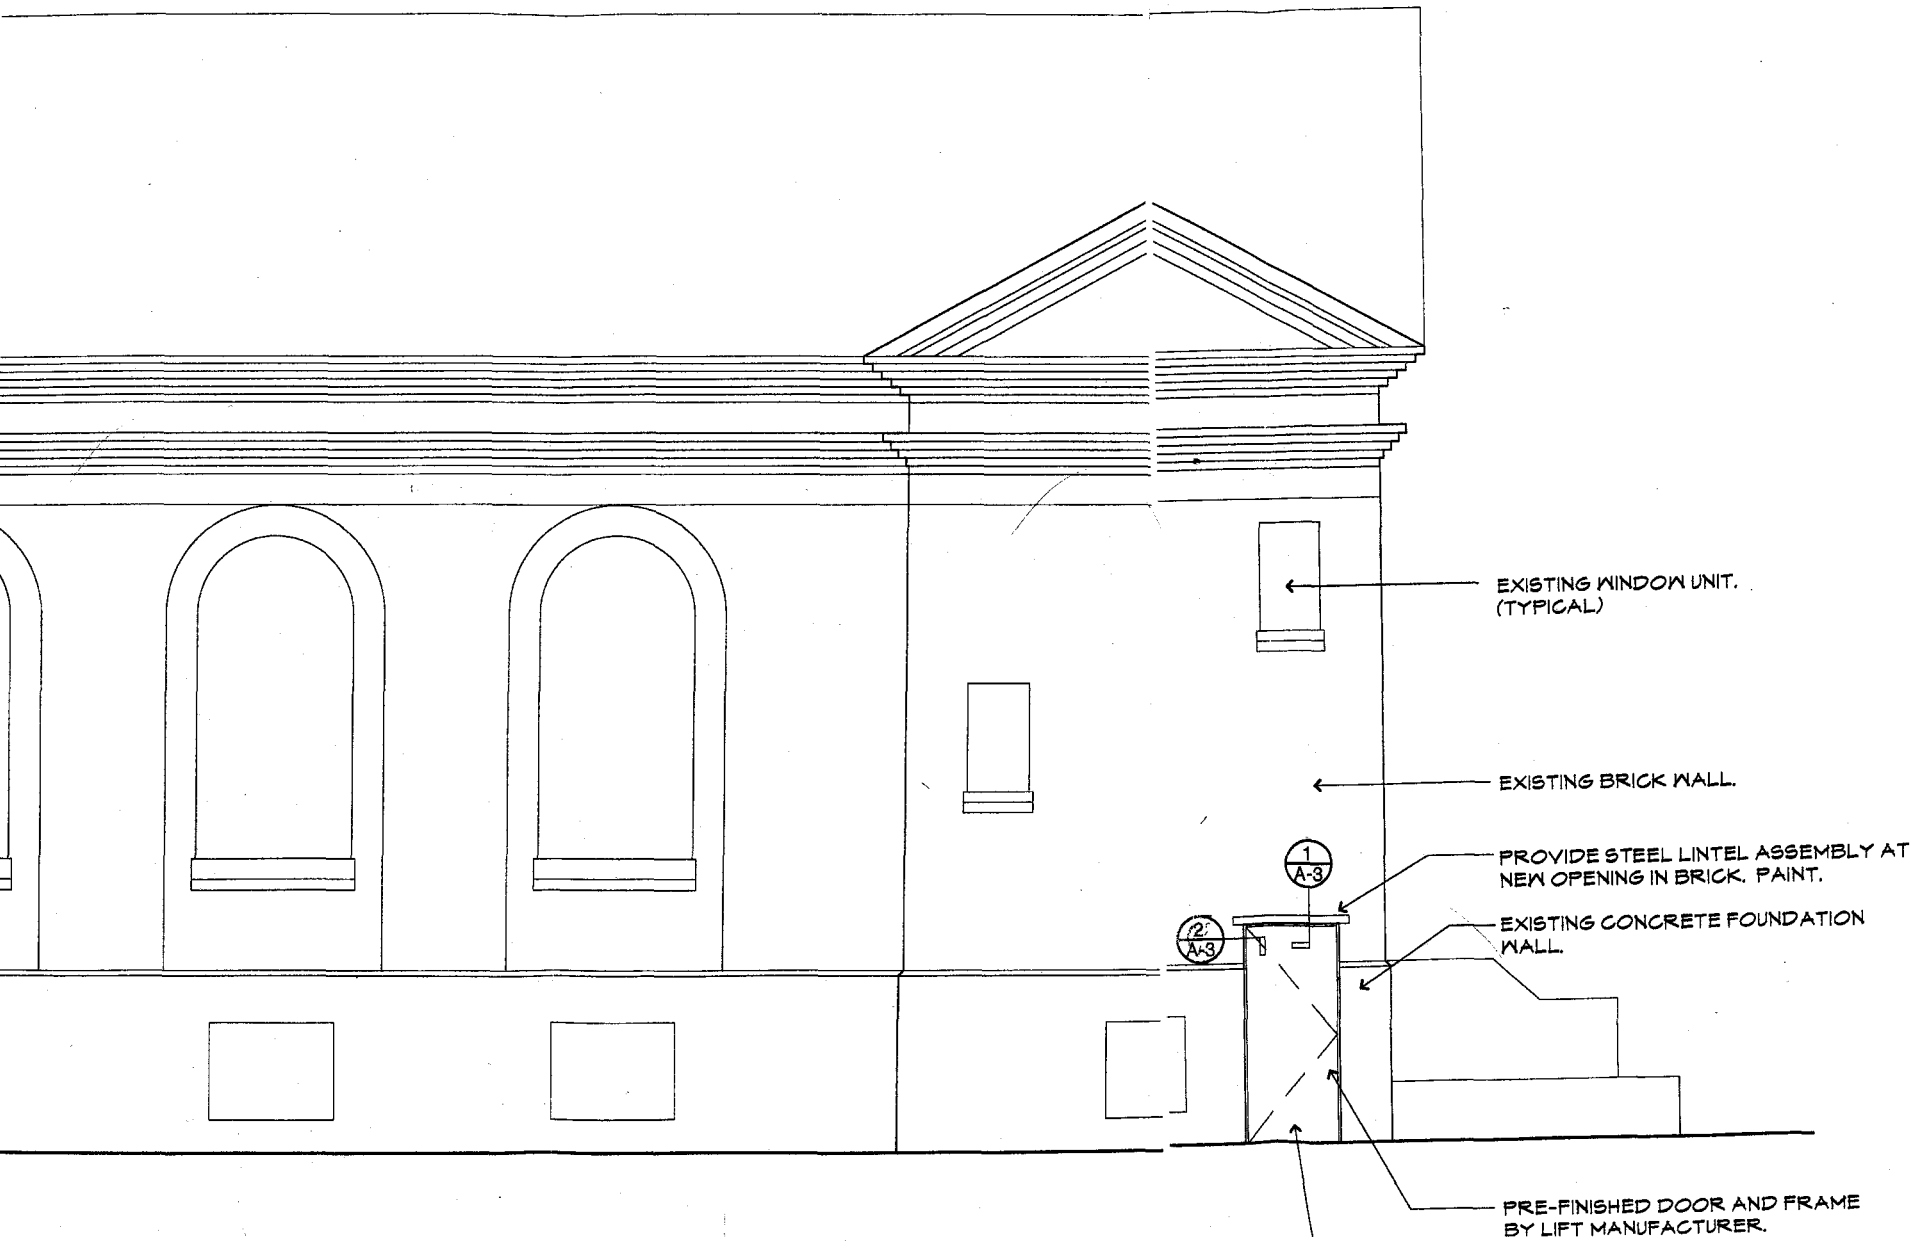 EXISTING WINDOW UNIT.
(TYPICAL)
EXISTING BRICK WALL.
1
A-3
PROVIDE STEEL LINTEL ASSEMBLY AT
NEW OPENING IN BRICK. PAINT.
2
A-3
EXISTING CONCRETE FOUNDATION
WALL.
PRE-FINISHED DOOR AND FRAME
BY LIFT MANUFACTURER.